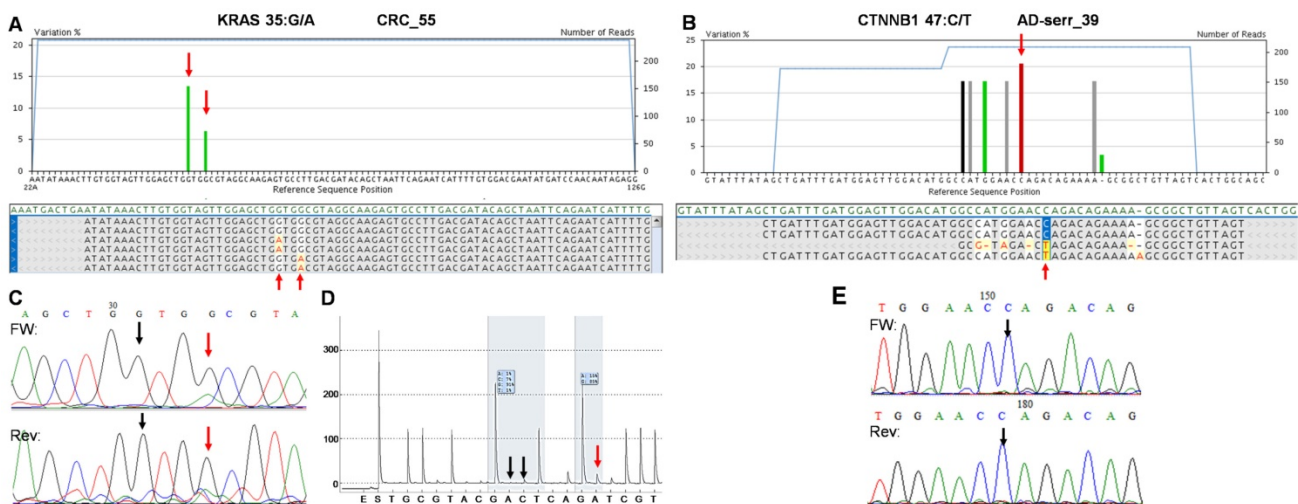 A
KRAS 35:G/A CRC_55
Variation % Number of Reads
20
15
10
5
0
200
150
100
50
0
AATATAAACTTGTGGTAGTTGGAGCTGGTGGCGTAGGCAAGAGTGCCTTGACGATACAGCTAATTCAGAATCATTTTGTGGACGAATATGATCCAACAATAGAGG
22A Reference Sequence Position 126G
AAATGACTGAATATAAACTTGTGGTAGTTGGAGCTGGTGGCGTAGGCAAGAGTGCCTTGACGATACAGCTAATTCAGAATCATTTTG
ATATAAACTTGTGGTAGTTGGAGCTGGTGGCGTAGGCAAGAGTGCCTTGACGATACAGCTAATTCAGAATCATTTTG
ATATAAACTTGTGGTAGTTGGAGCTGGTGGCGTAGGCAAGAGTGCCTTGACGATACAGCTAATTCAGAATCATTTTG
ATATAAACTTGTGGTAGTTGGAGCTGATGGCGTAGGCAAGAGTGCCTTGACGATACAGCTAATTCAGAATCATTTTG
ATATAAACTTGTGGTAGTTGGAGCTGATGGCGTAGGCAAGAGTGCCTTGACGATACAGCTAATTCAGAATCATTTTG
ATATAAACTTGTGGTAGTTGGAGCTGGTGACGTAGGCAAGAGTGCCTTGACGATACAGCTAATTCAGAATCATTTTG
ATATAAACTTGTGGTAGTTGGAGCTGGTGACGTAGGCAAGAGTGCCTTGACGATACAGCTAATTCAGAATCATTTTG
B
CTNNB1 47:C/T AD-serr_39
Variation % Number of Reads
25
20
15
10
5
0
200
150
100
50
0
GTATTTATAGCTGATTTGATGGAGTTGGACATGGCCATGGAACCAGACAGAAAA-GCGGCTGTTAGTCACTGGCAGC
Reference Sequence Position
GTATTTATAGCTGATTTGATGGAGTTGGACATGGCCATGGAACCAGACAGAAAA-GCGGCTGTTAGTCACTGG
CTGATTTGATGGAGTTGGACATGGCCATGGAACCAGACAGAAAA-GCGGCTGTTAGT
CTGATTTGATGGAGTTGGACATGGCCATGGAACCAGACAGAAAA-GCGGCTGTTAGT
GCG-TAGA-CTAGACAGAAA--GCGGCTGTTAGT
CTGATTTGATGGAGTTGGACATGGCCATGGAACTAGACAGAAAAAGCGGCTGTTAGT
C
30
A G C T G G T G G C G T A
FW:
Rev:
D
300
200
100
0
E S T G C G T A C G A C T C A G A T C G T
E
150
T G G A A C C A G A C A G
FW:
180
T G G A A C C A G A C A G
Rev: